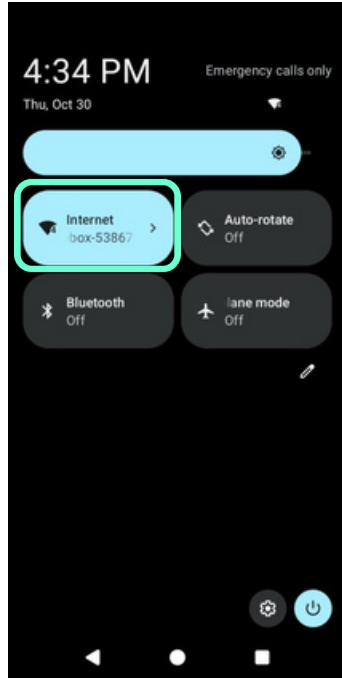 4:34 PM
Emergency calls only
Thu, Oct 30
Internet
box-53867
Auto-rotate
Off
Bluetooth
Off
lane mode
Off